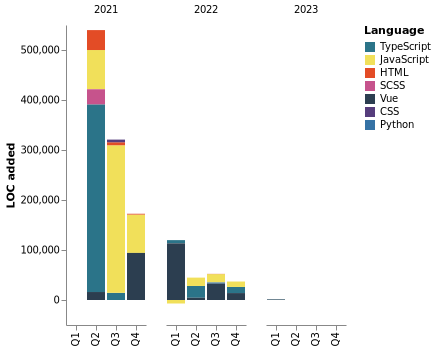 2021
2022
2023
LOC added
500,000
400,000
300,000
200,000
100,000
0
Q1
Q2
Q3
Q4
Q1
Q2
Q3
Q4
Q1
Q2
Q3
Q4
Language
TypeScript
JavaScript
HTML
SCSS
Vue
CSS
Python